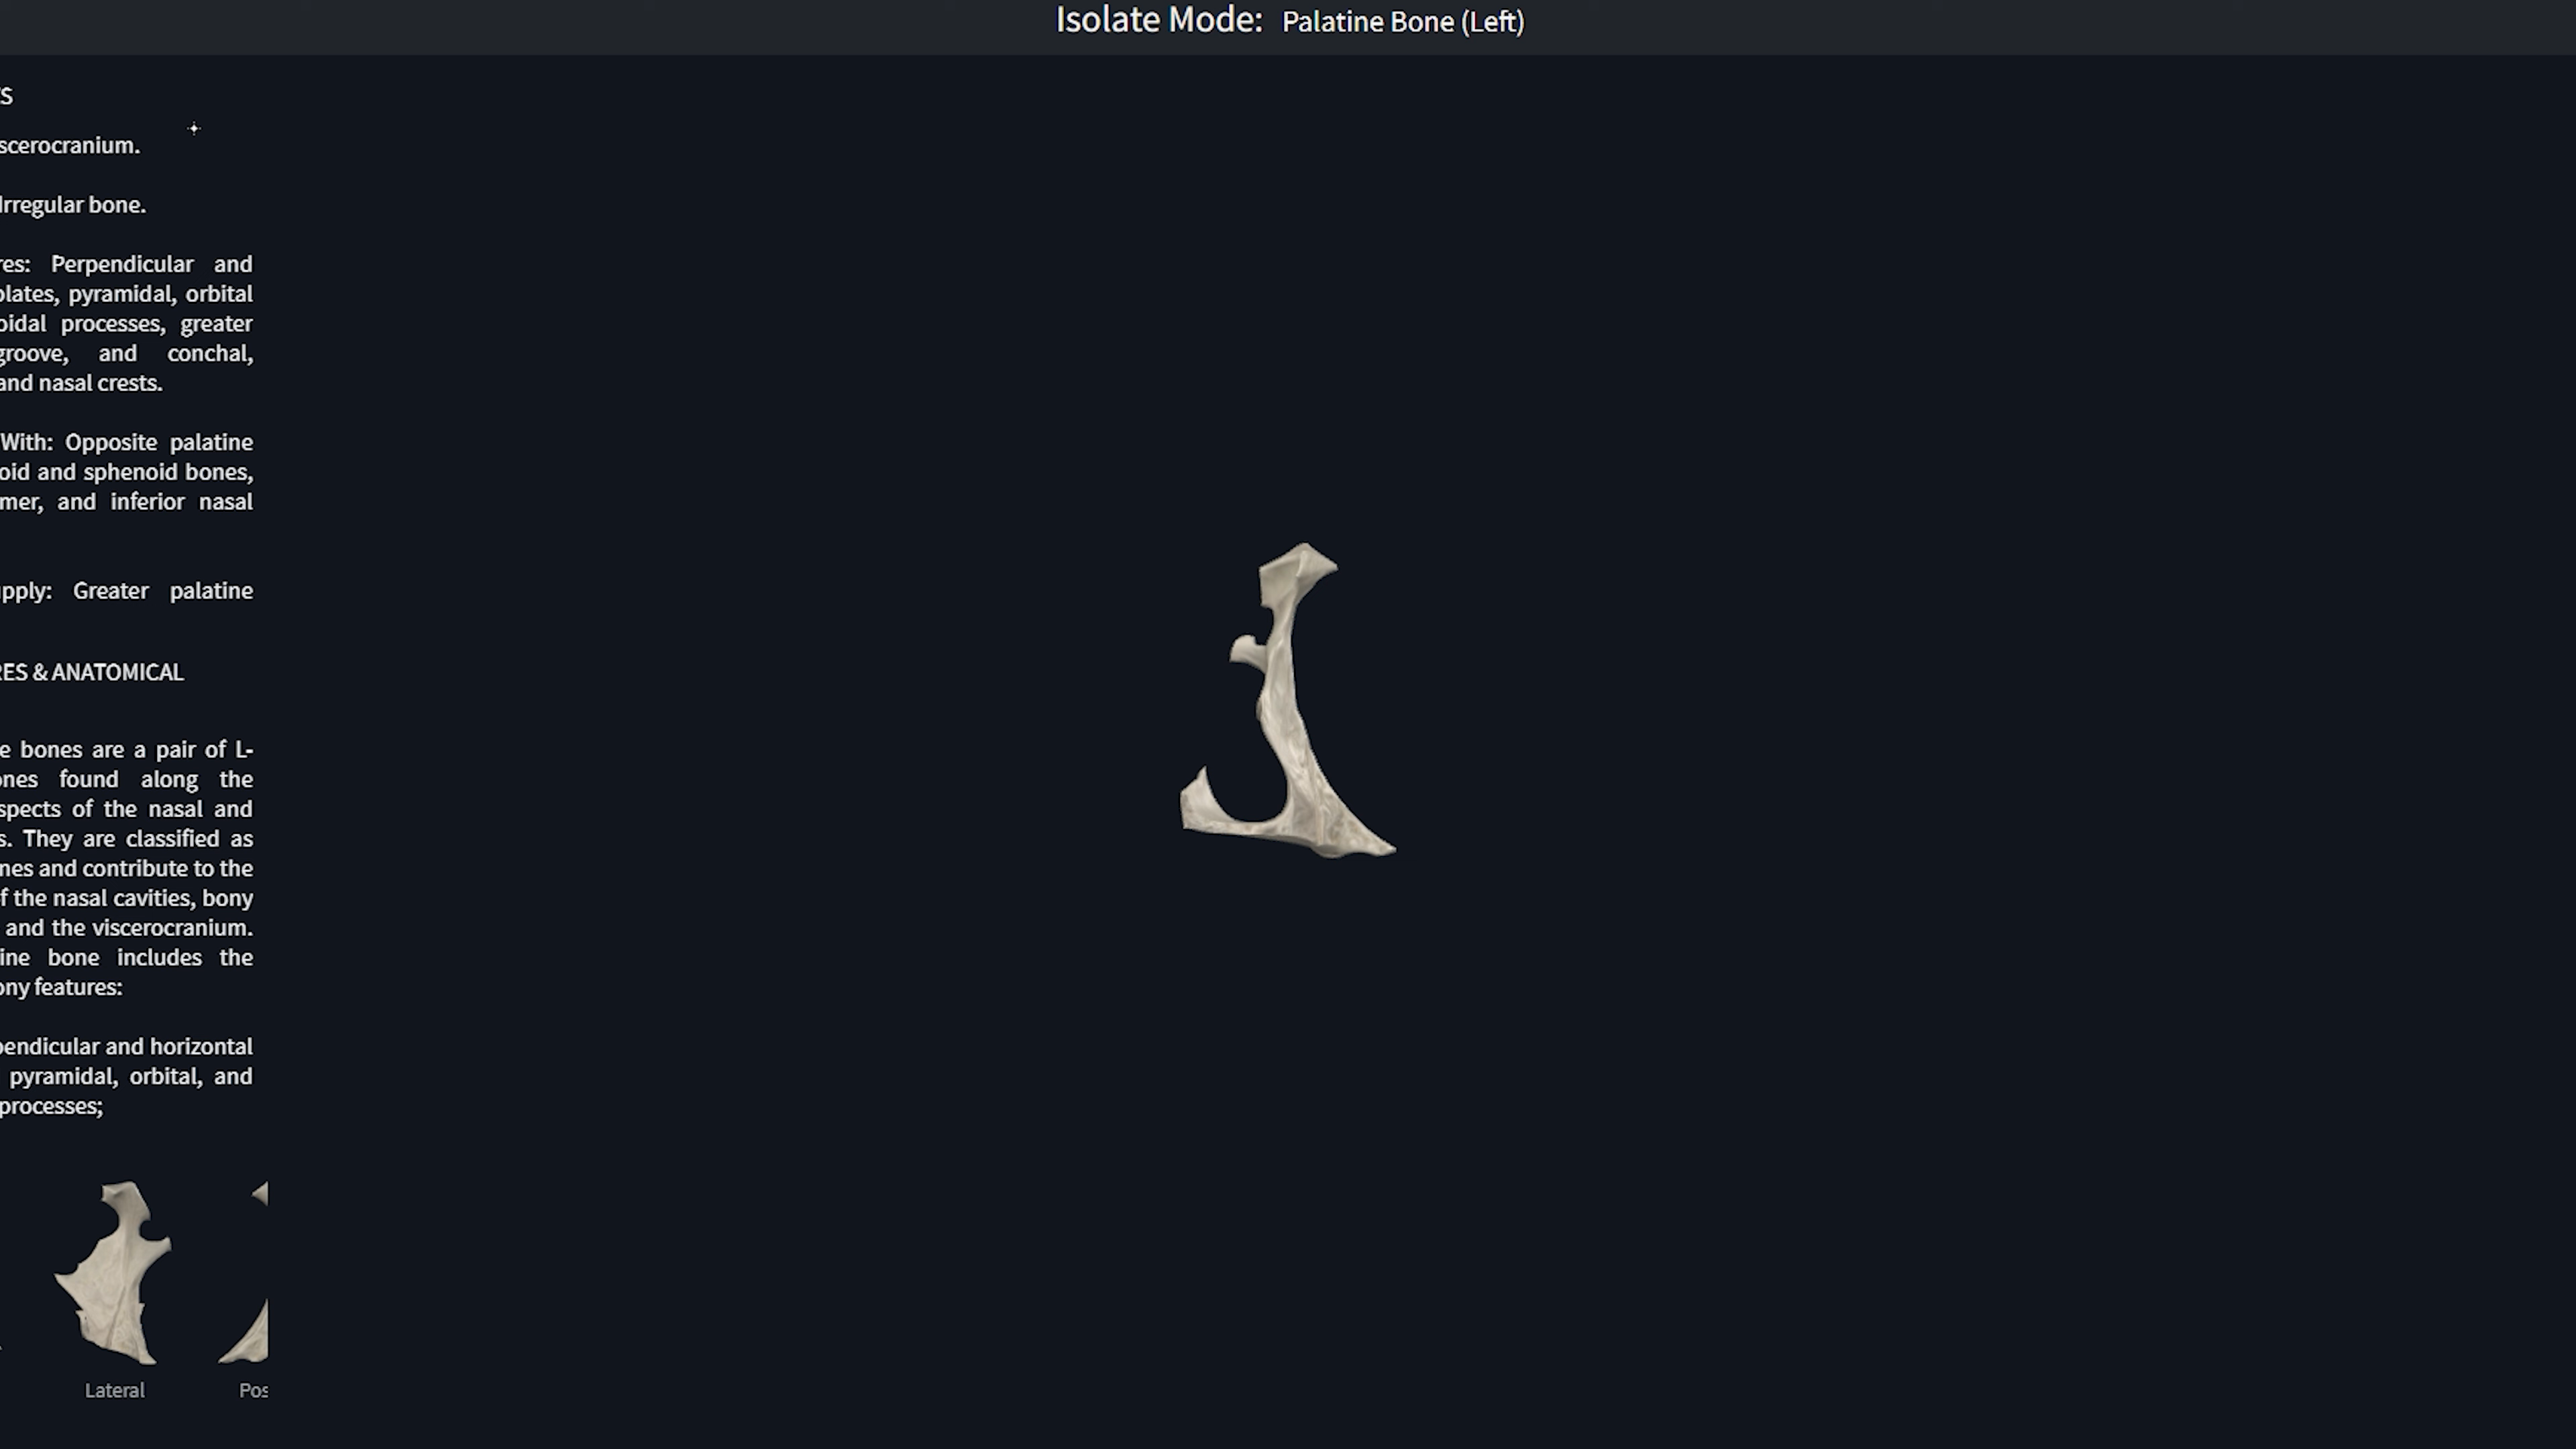 Isolate Mode: Palatine Bone (Left)
scerocranium.
Irregular bone.
res: Perpendicular and
plates, pyramidal, orbital
oidal processes, greater
groove, and conchal,
and nasal crests.
With: Opposite palatine
oid and sphenoid bones,
mer, and inferior nasal
pply: Greater palatine
RES & ANATOMICAL
e bones are a pair of L-
ones found along the
spects of the nasal and
s. They are classified as
nes and contribute to the
f the nasal cavities, bony
and the viscerocranium.
ine bone includes the
ony features:
pendicular and horizontal
pyramidal, orbital, and
processes;
Lateral
Pos